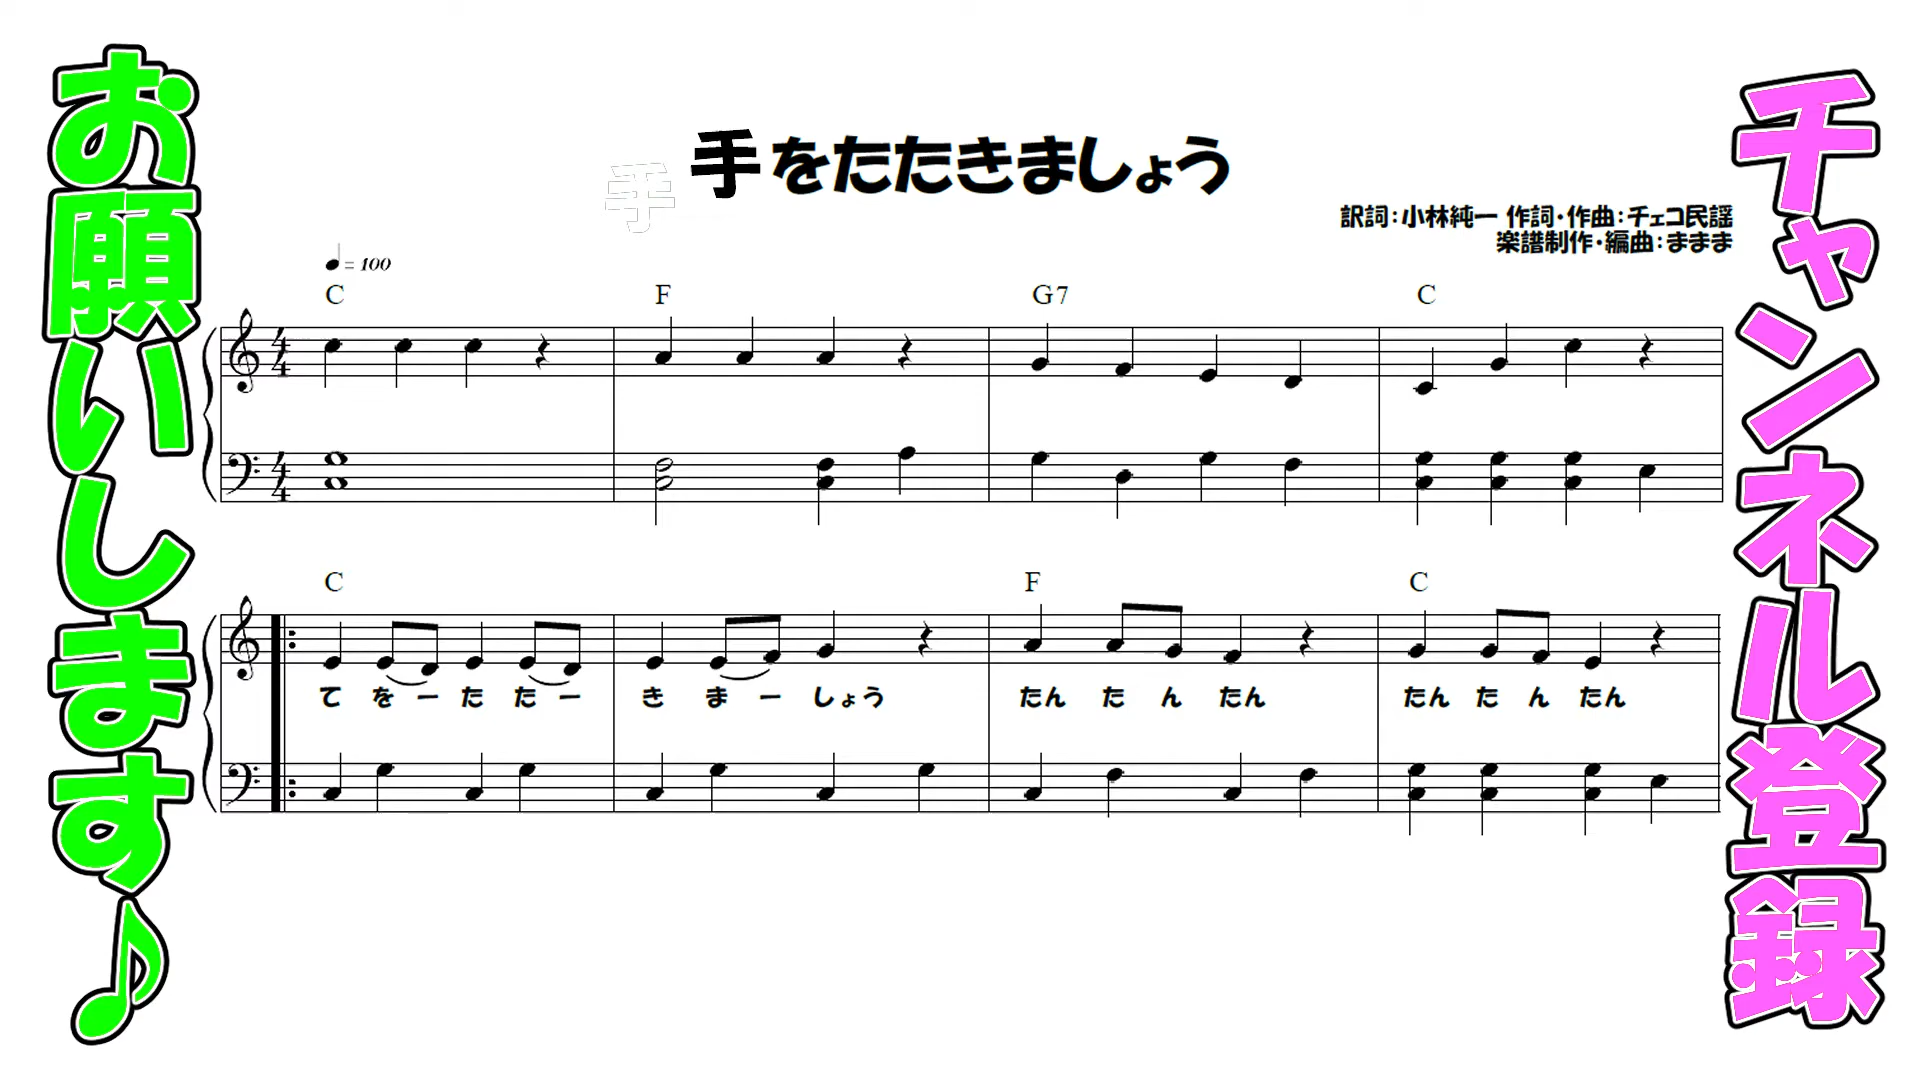 手をたたきましょう
手
訳詞:小林純一 作詞・作曲:チェコ民謡
楽譜制作・編曲:ままま
= 100
C F G7 C
C F C
て を ー た た ー き ま ー しょう たん た ん たん たん た ん たん
チャンネル登録
お願いします♪